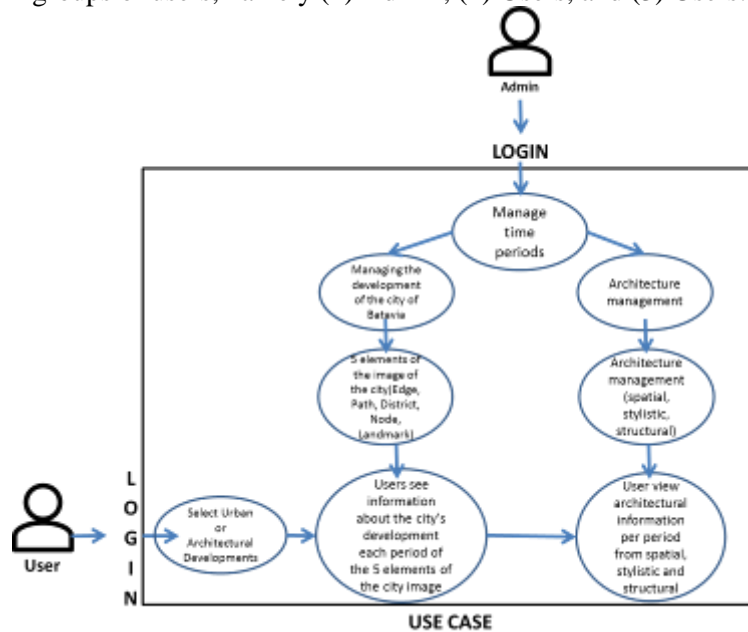 Admin
LOGIN
Manage
time
periods
Managing the
development
of the city of
Batavia
Architecture
management
5 elements of
the image of
the city(Edge,
Path, District,
Node,
Landmark)
Architecture
management
(spatial,
stylistic,
structural)
L
O
G
I
N
User
Select Urban
or
Architectural
Developments
Users see
information
about the city's
development
each period of
the 5 elements of
the city image
User view
architectural
information
per period
from spatial,
stylistic and
structural
USE CASE